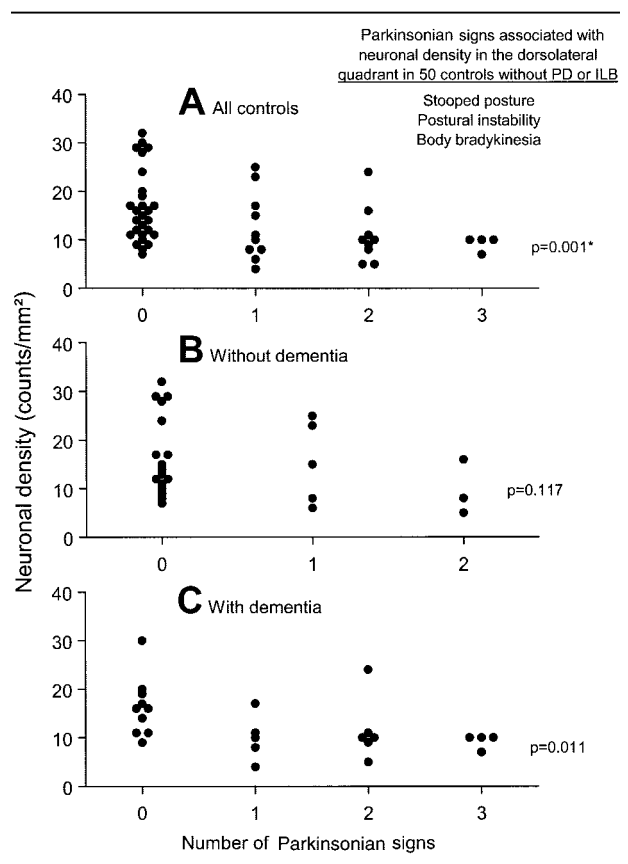 Parkinsonian signs associated with
neuronal density in the dorsolateral
quadrant in 50 controls without PD or ILB
Stooped posture
Postural instability
Body bradykinesia
Neuronal density (counts/mm²)
A All controls
40
30
20
10
0
0 1 2 3
p=0.001*
B Without dementia
40
30
20
10
0
0 1 2
p=0.117
C With dementia
40
30
20
10
0
0 1 2 3
p=0.011
Number of Parkinsonian signs